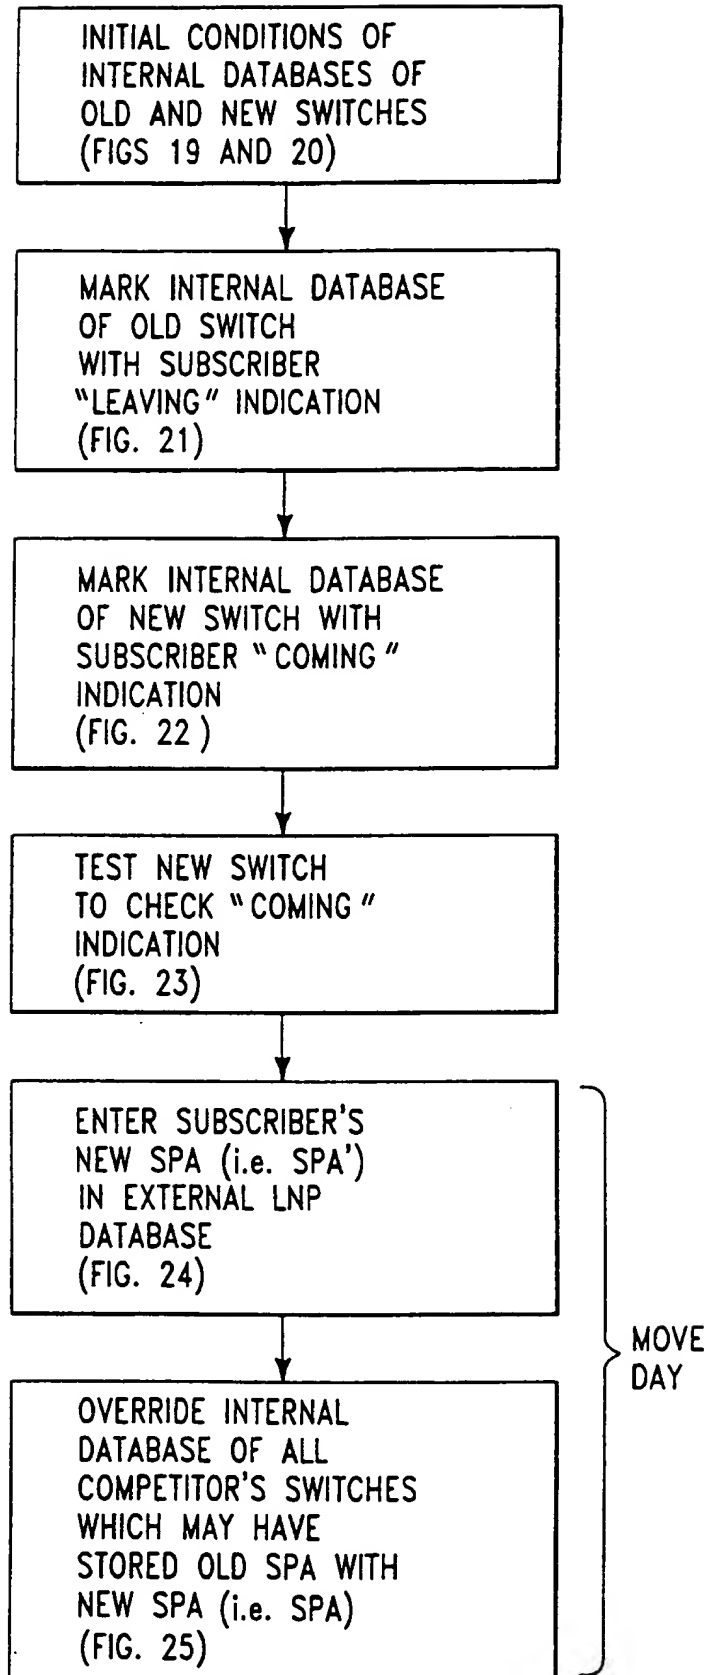 INITIAL CONDITIONS OF
INTERNAL DATABASES OF
OLD AND NEW SWITCHES
(FIGS 19 AND 20)
MARK INTERNAL DATABASE
OF OLD SWITCH
WITH SUBSCRIBER
"LEAVING" INDICATION
(FIG. 21)
MARK INTERNAL DATABASE
OF NEW SWITCH WITH
SUBSCRIBER "COMING"
INDICATION
(FIG. 22)
TEST NEW SWITCH
TO CHECK "COMING"
INDICATION
(FIG. 23)
ENTER SUBSCRIBER'S
NEW SPA (i.e. SPA')
IN EXTERNAL LNP
DATABASE
(FIG. 24)
OVERRIDE INTERNAL
DATABASE OF ALL
COMPETITOR'S SWITCHES
WHICH MAY HAVE
STORED OLD SPA WITH
NEW SPA (i.e. SPA)
(FIG. 25)
MOVE
DAY